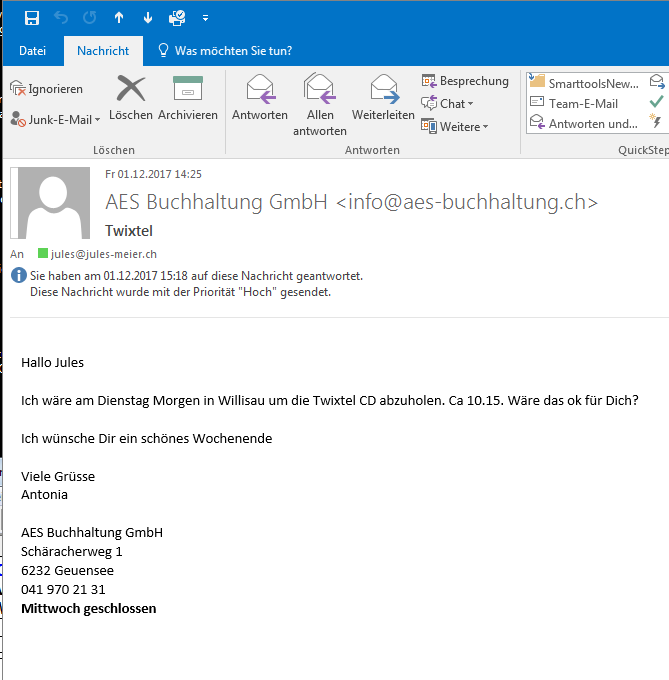 Datei Nachricht Was möchten Sie tun?
Ignorieren
Junk-E-Mail
Löschen Archivieren
Löschen
Antworten Allen antworten Weiterleiten
Besprechung
Chat
Weitere
Antworten
SmarttoolsNew...
Team-E-Mail
Antworten und...
QuickStep
Fr 01.12.2017 14:25
AES Buchhaltung GmbH <info@aes-buchhaltung.ch>
Twixtel
An jules@jules-meier.ch
Sie haben am 01.12.2017 15:18 auf diese Nachricht geantwortet.
Diese Nachricht wurde mit der Priorität "Hoch" gesendet.
Hallo Jules
Ich wäre am Dienstag Morgen in Willisau um die Twixtel CD abzuholen. Ca 10.15. Wäre das ok für Dich?
Ich wünsche Dir ein schönes Wochenende
Viele Grüsse
Antonia
AES Buchhaltung GmbH
Schäracherweg 1
6232 Geuensee
041 970 21 31
Mittwoch geschlossen